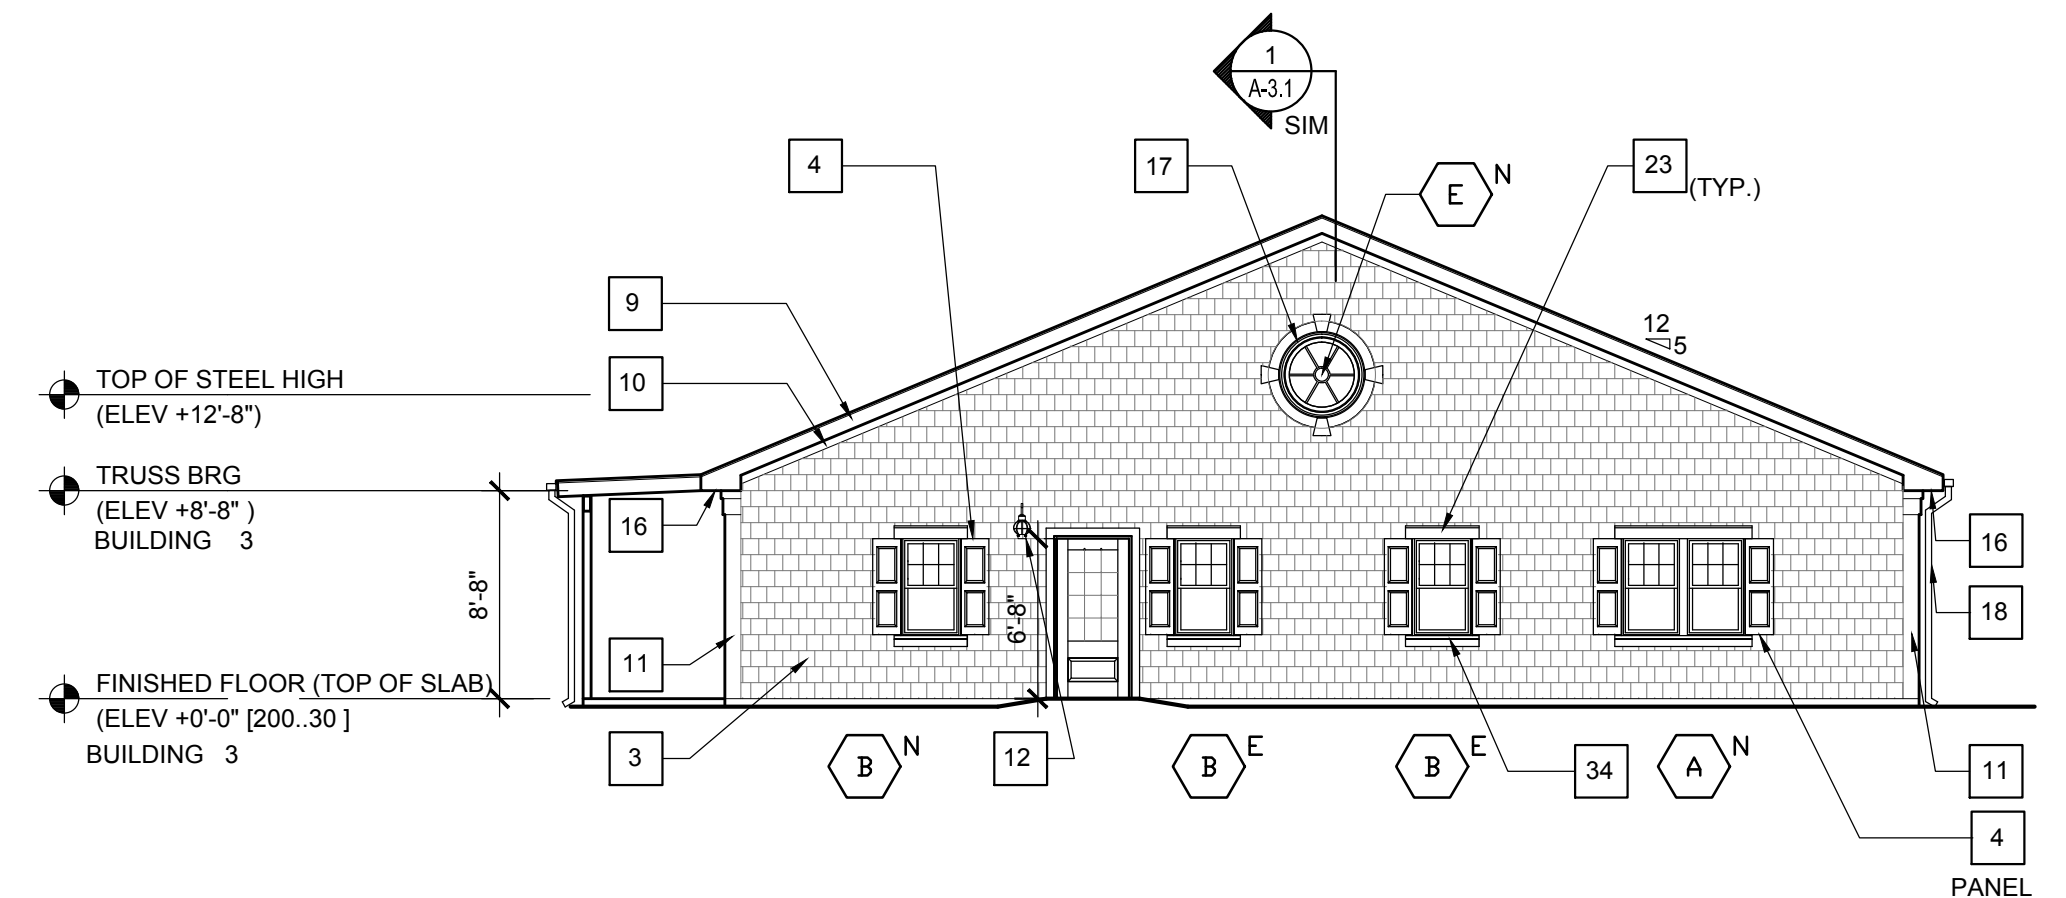 1
A-3.1
SIM
4
17
E N
23
(TYP.)
9
12
5
10
TOP OF STEEL HIGH
(ELEV +12'-8")
TRUSS BRG
(ELEV +8'-8" )
BUILDING 3
16
16
8'-8"
6'-8"
18
11
FINISHED FLOOR (TOP OF SLAB)
(ELEV +0'-0" [200..30 ]
BUILDING 3
3
B N
12
B E
B E
34
A N
11
4
PANEL